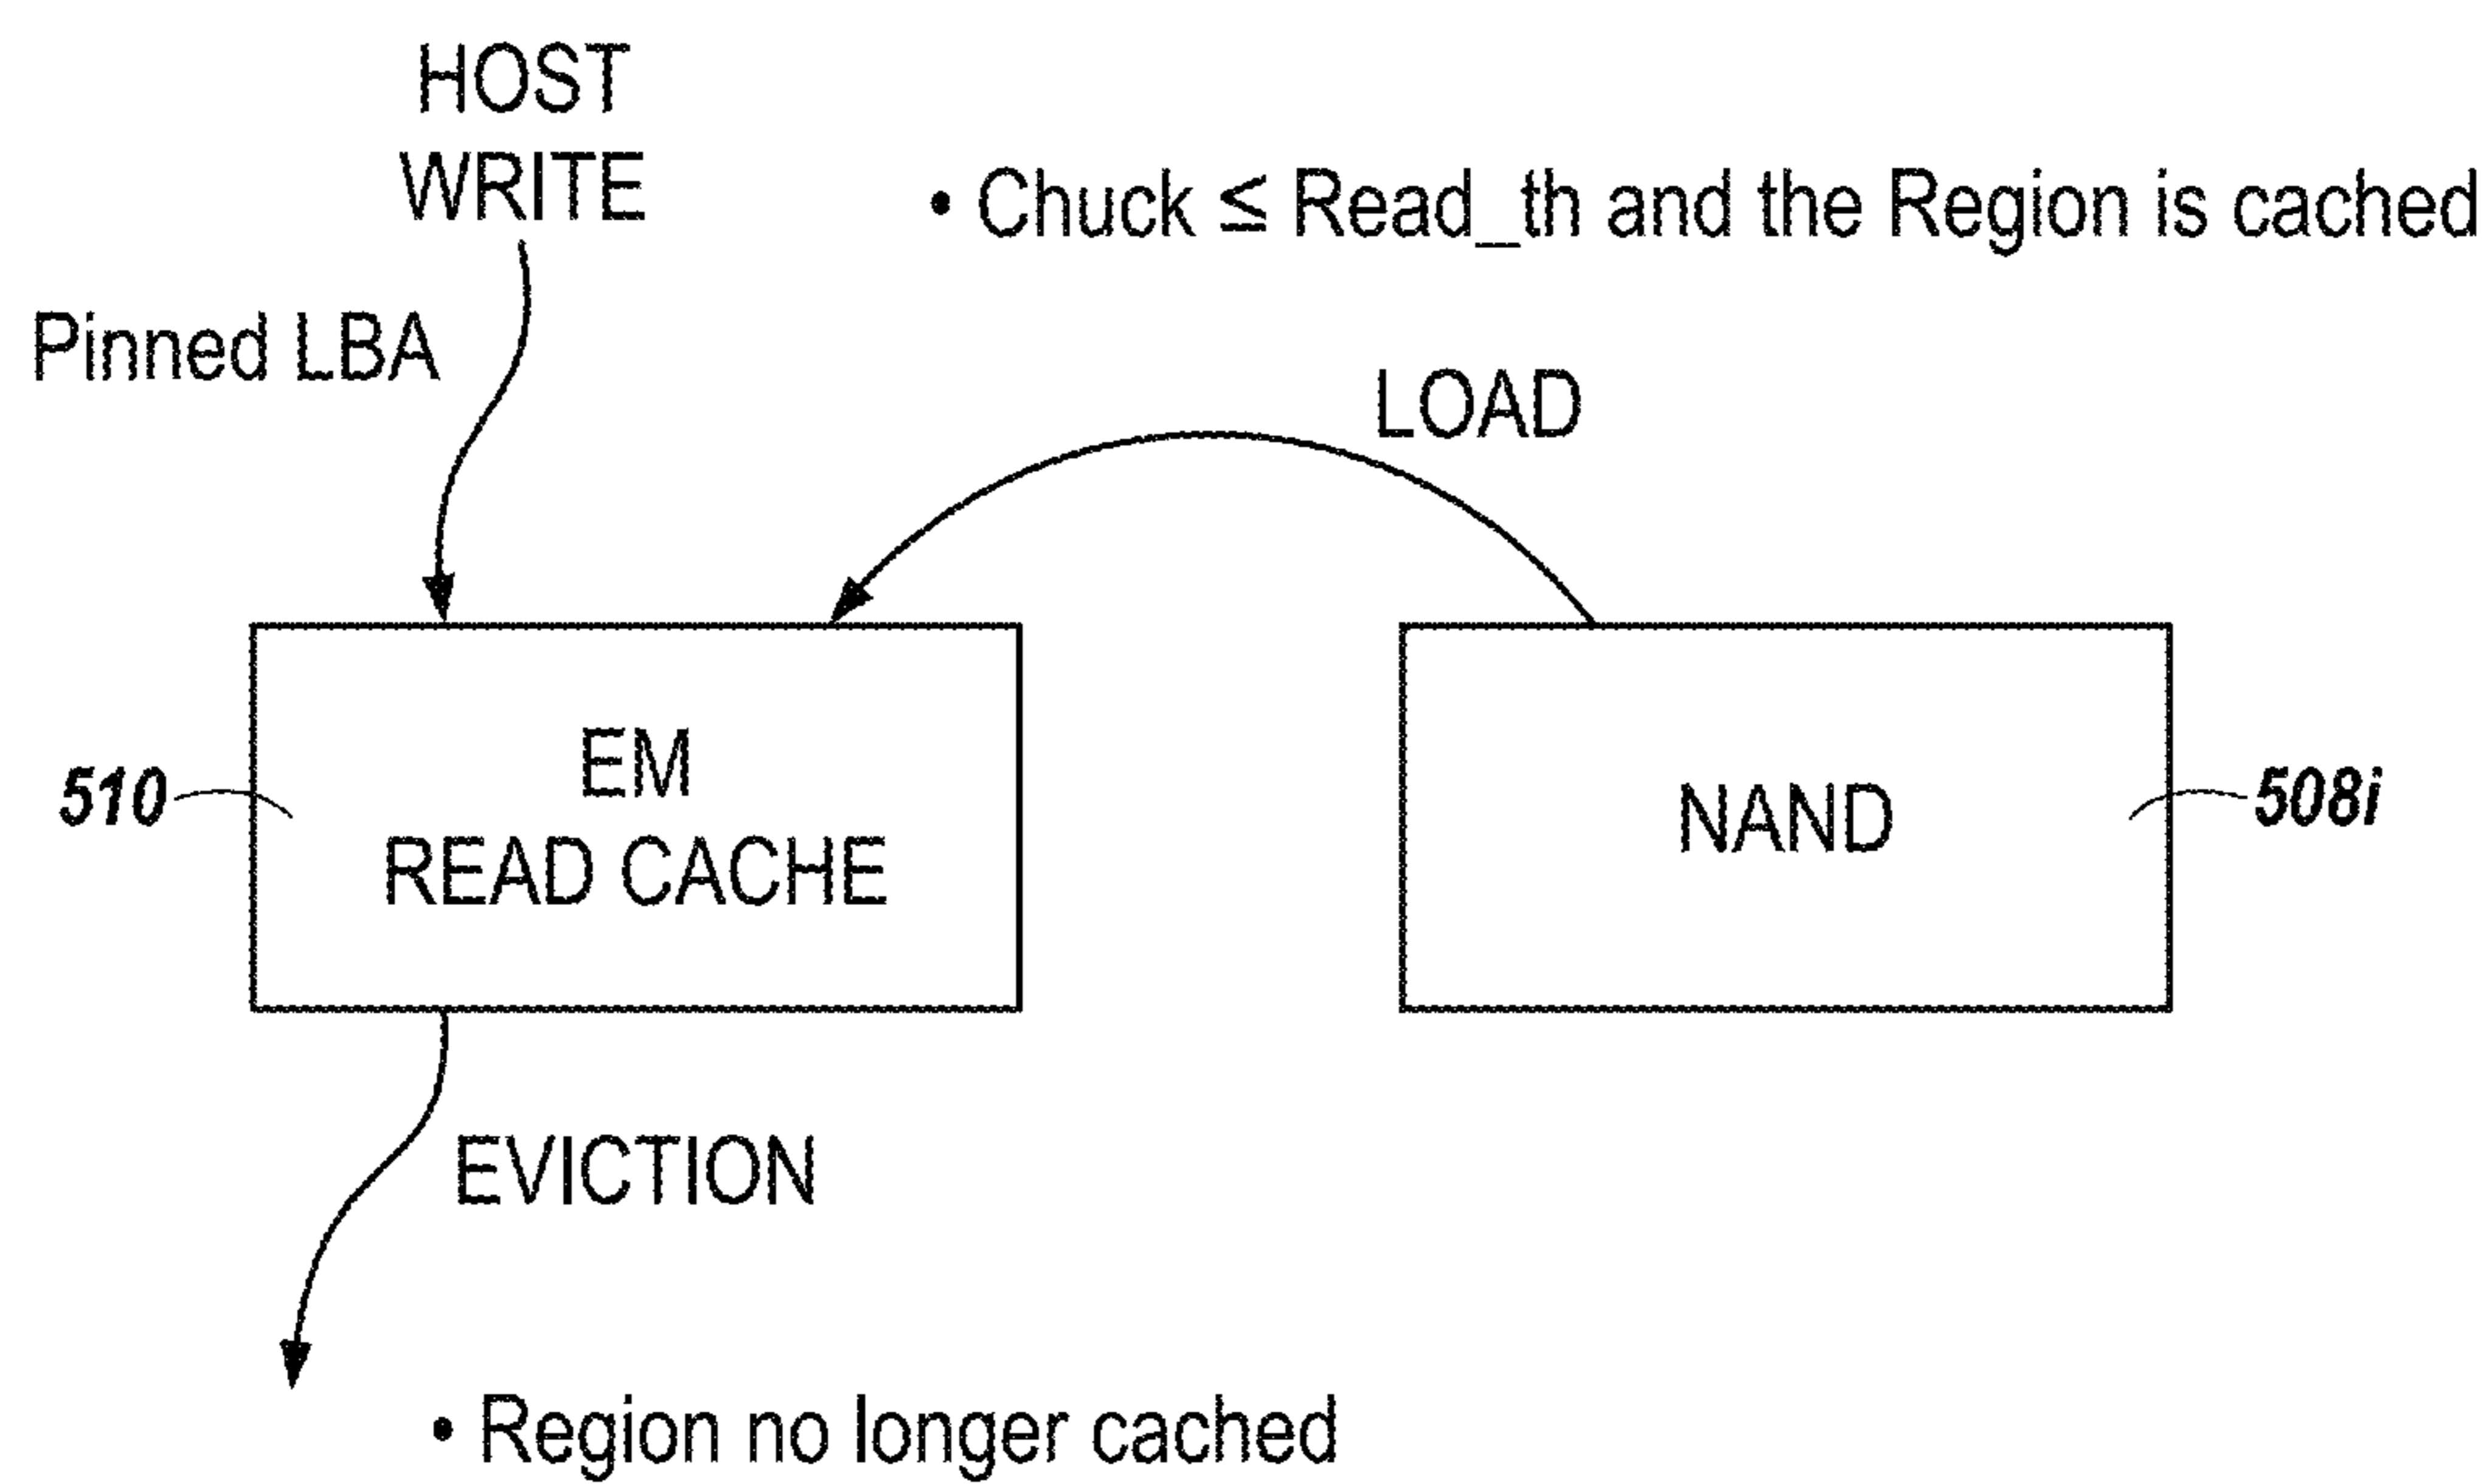 HOST
WRITE
• Chuck ≤ Read_th and the Region is cached
Pinned LBA
LOAD
EM
READ CACHE
510
NAND
508i
EVICTION
• Region no longer cached